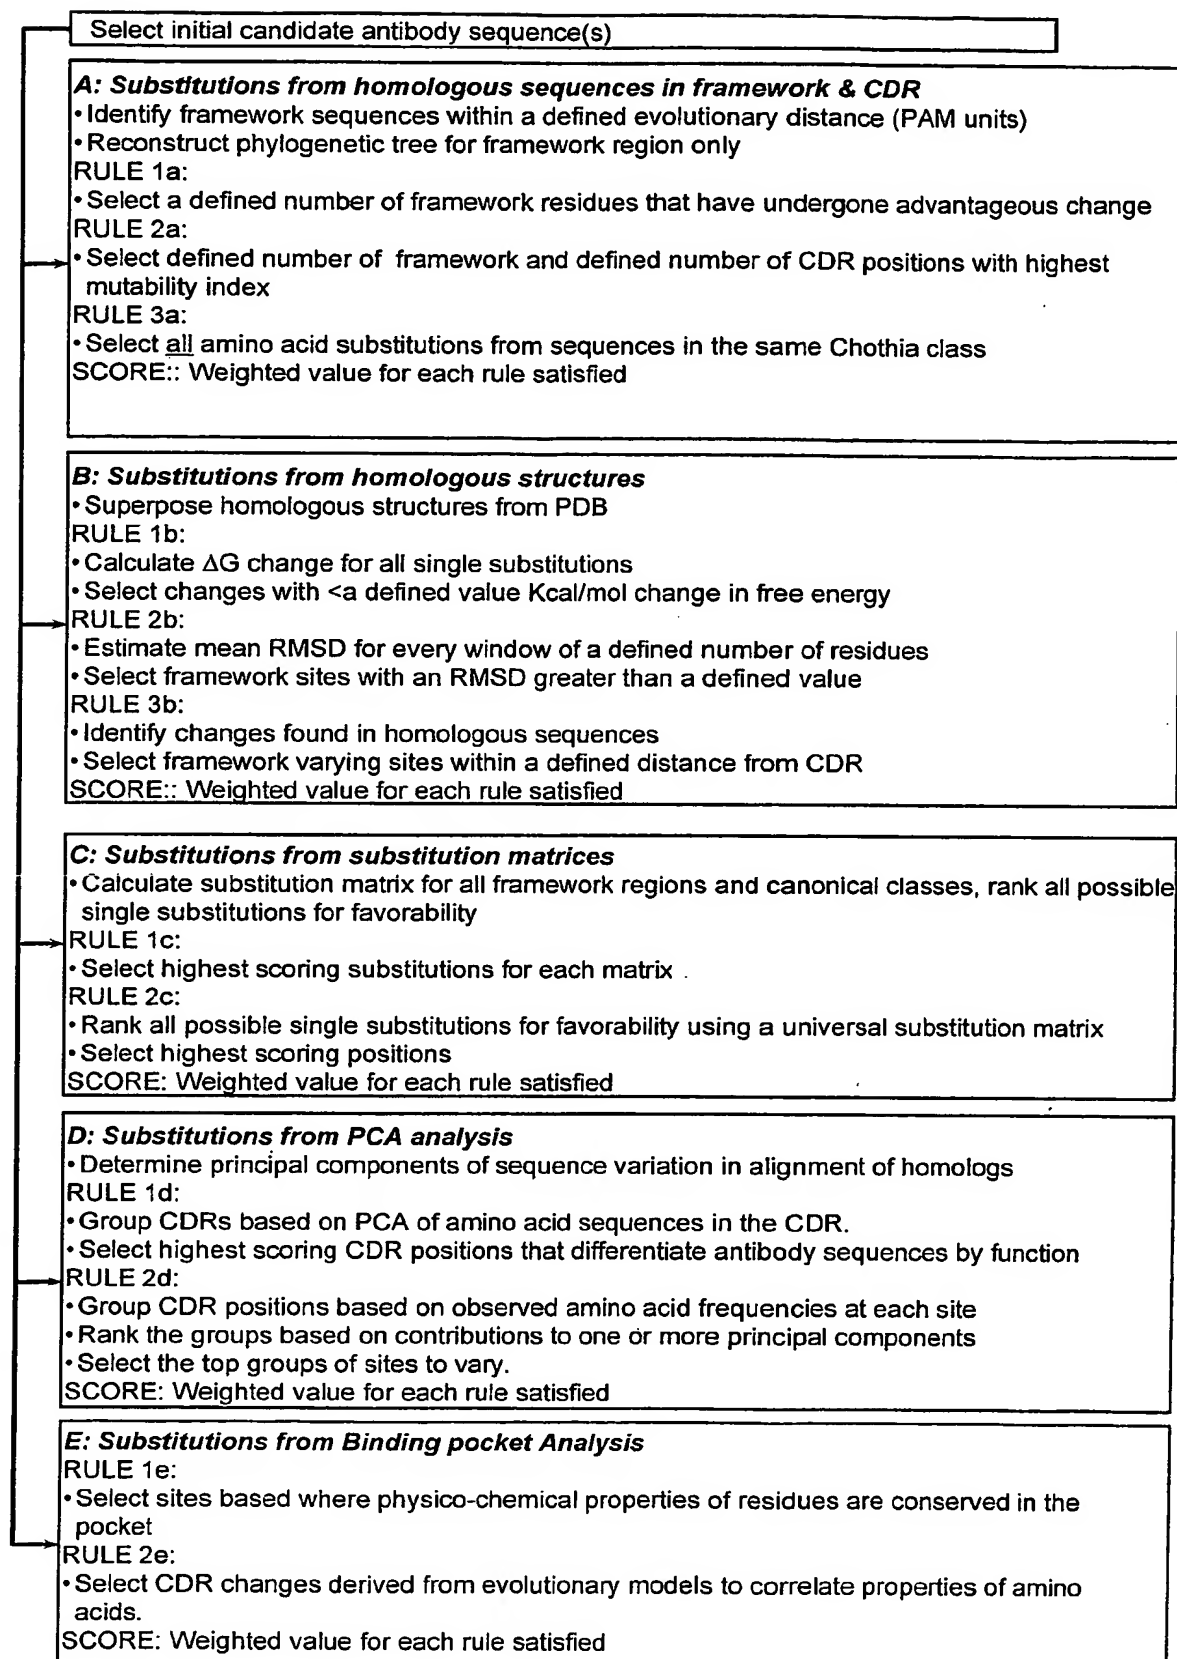 Select initial candidate antibody sequence(s)
A: Substitutions from homologous sequences in framework & CDR
• Identify framework sequences within a defined evolutionary distance (PAM units)
• Reconstruct phylogenetic tree for framework region only
RULE 1a:
• Select a defined number of framework residues that have undergone advantageous change
RULE 2a:
• Select defined number of framework and defined number of CDR positions with highest
mutability index
RULE 3a:
• Select all amino acid substitutions from sequences in the same Chothia class
SCORE:: Weighted value for each rule satisfied
B: Substitutions from homologous structures
• Superpose homologous structures from PDB
RULE 1b:
• Calculate ΔG change for all single substitutions
• Select changes with <a defined value Kcal/mol change in free energy
RULE 2b:
• Estimate mean RMSD for every window of a defined number of residues
• Select framework sites with an RMSD greater than a defined value
RULE 3b:
• Identify changes found in homologous sequences
• Select framework varying sites within a defined distance from CDR
SCORE:: Weighted value for each rule satisfied
C: Substitutions from substitution matrices
• Calculate substitution matrix for all framework regions and canonical classes, rank all possible
single substitutions for favorability
RULE 1c:
• Select highest scoring substitutions for each matrix
RULE 2c:
• Rank all possible single substitutions for favorability using a universal substitution matrix
• Select highest scoring positions
SCORE: Weighted value for each rule satisfied
D: Substitutions from PCA analysis
• Determine principal components of sequence variation in alignment of homologs
RULE 1d:
• Group CDRs based on PCA of amino acid sequences in the CDR.
• Select highest scoring CDR positions that differentiate antibody sequences by function
RULE 2d:
• Group CDR positions based on observed amino acid frequencies at each site
• Rank the groups based on contributions to one or more principal components
• Select the top groups of sites to vary.
SCORE: Weighted value for each rule satisfied
E: Substitutions from Binding pocket Analysis
RULE 1e:
• Select sites based where physico-chemical properties of residues are conserved in the
pocket
RULE 2e:
• Select CDR changes derived from evolutionary models to correlate properties of amino
acids.
SCORE: Weighted value for each rule satisfied